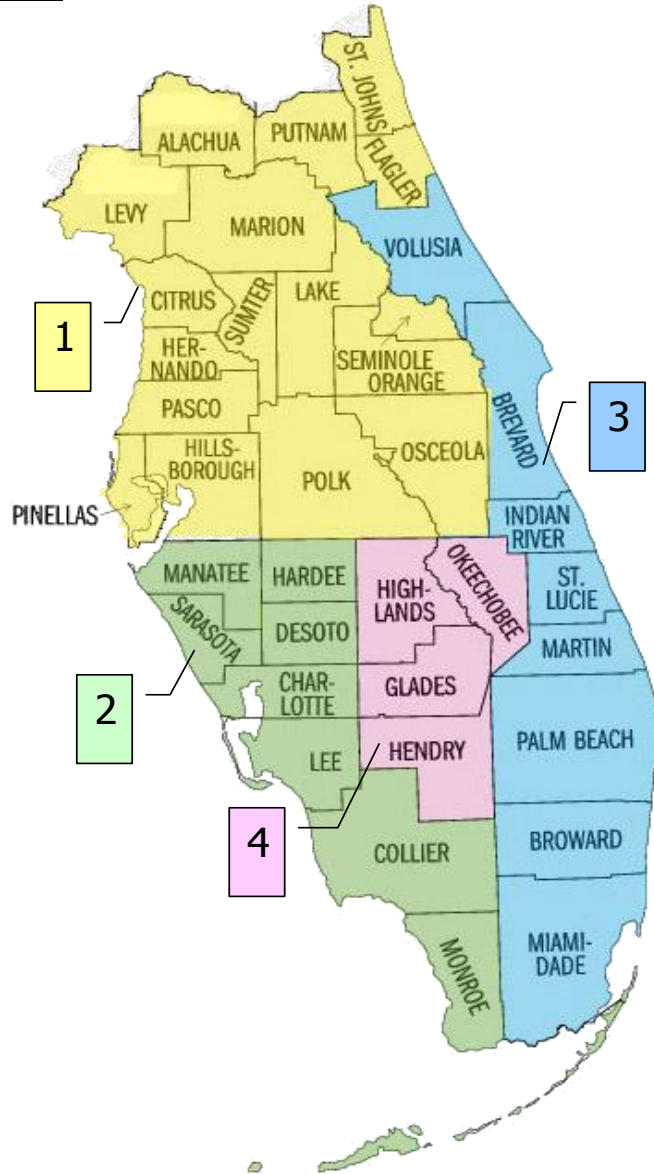 ST. JOHNS
PUTNAM
ALACHUA
FLAGLER
LEVY
MARION
VOLUSIA
CITRUS
SUMTER
LAKE
1
HER-
NANDO
SEMINOLE
ORANGE
PASCO
BREVARD
3
HILLS-
BOROUGH
OSCEOLA
POLK
PINELLAS
INDIAN
RIVER
MANATEE
HARDEE
HIGH-
LANDS
OKEECHOBEE
ST.
LUCIE
SARASOTA
DESOTO
MARTIN
2
CHAR-
LOTTE
GLADES
PALM BEACH
LEE
HENDRY
4
COLLIER
BROWARD
MONROE
MIAMI-
DADE